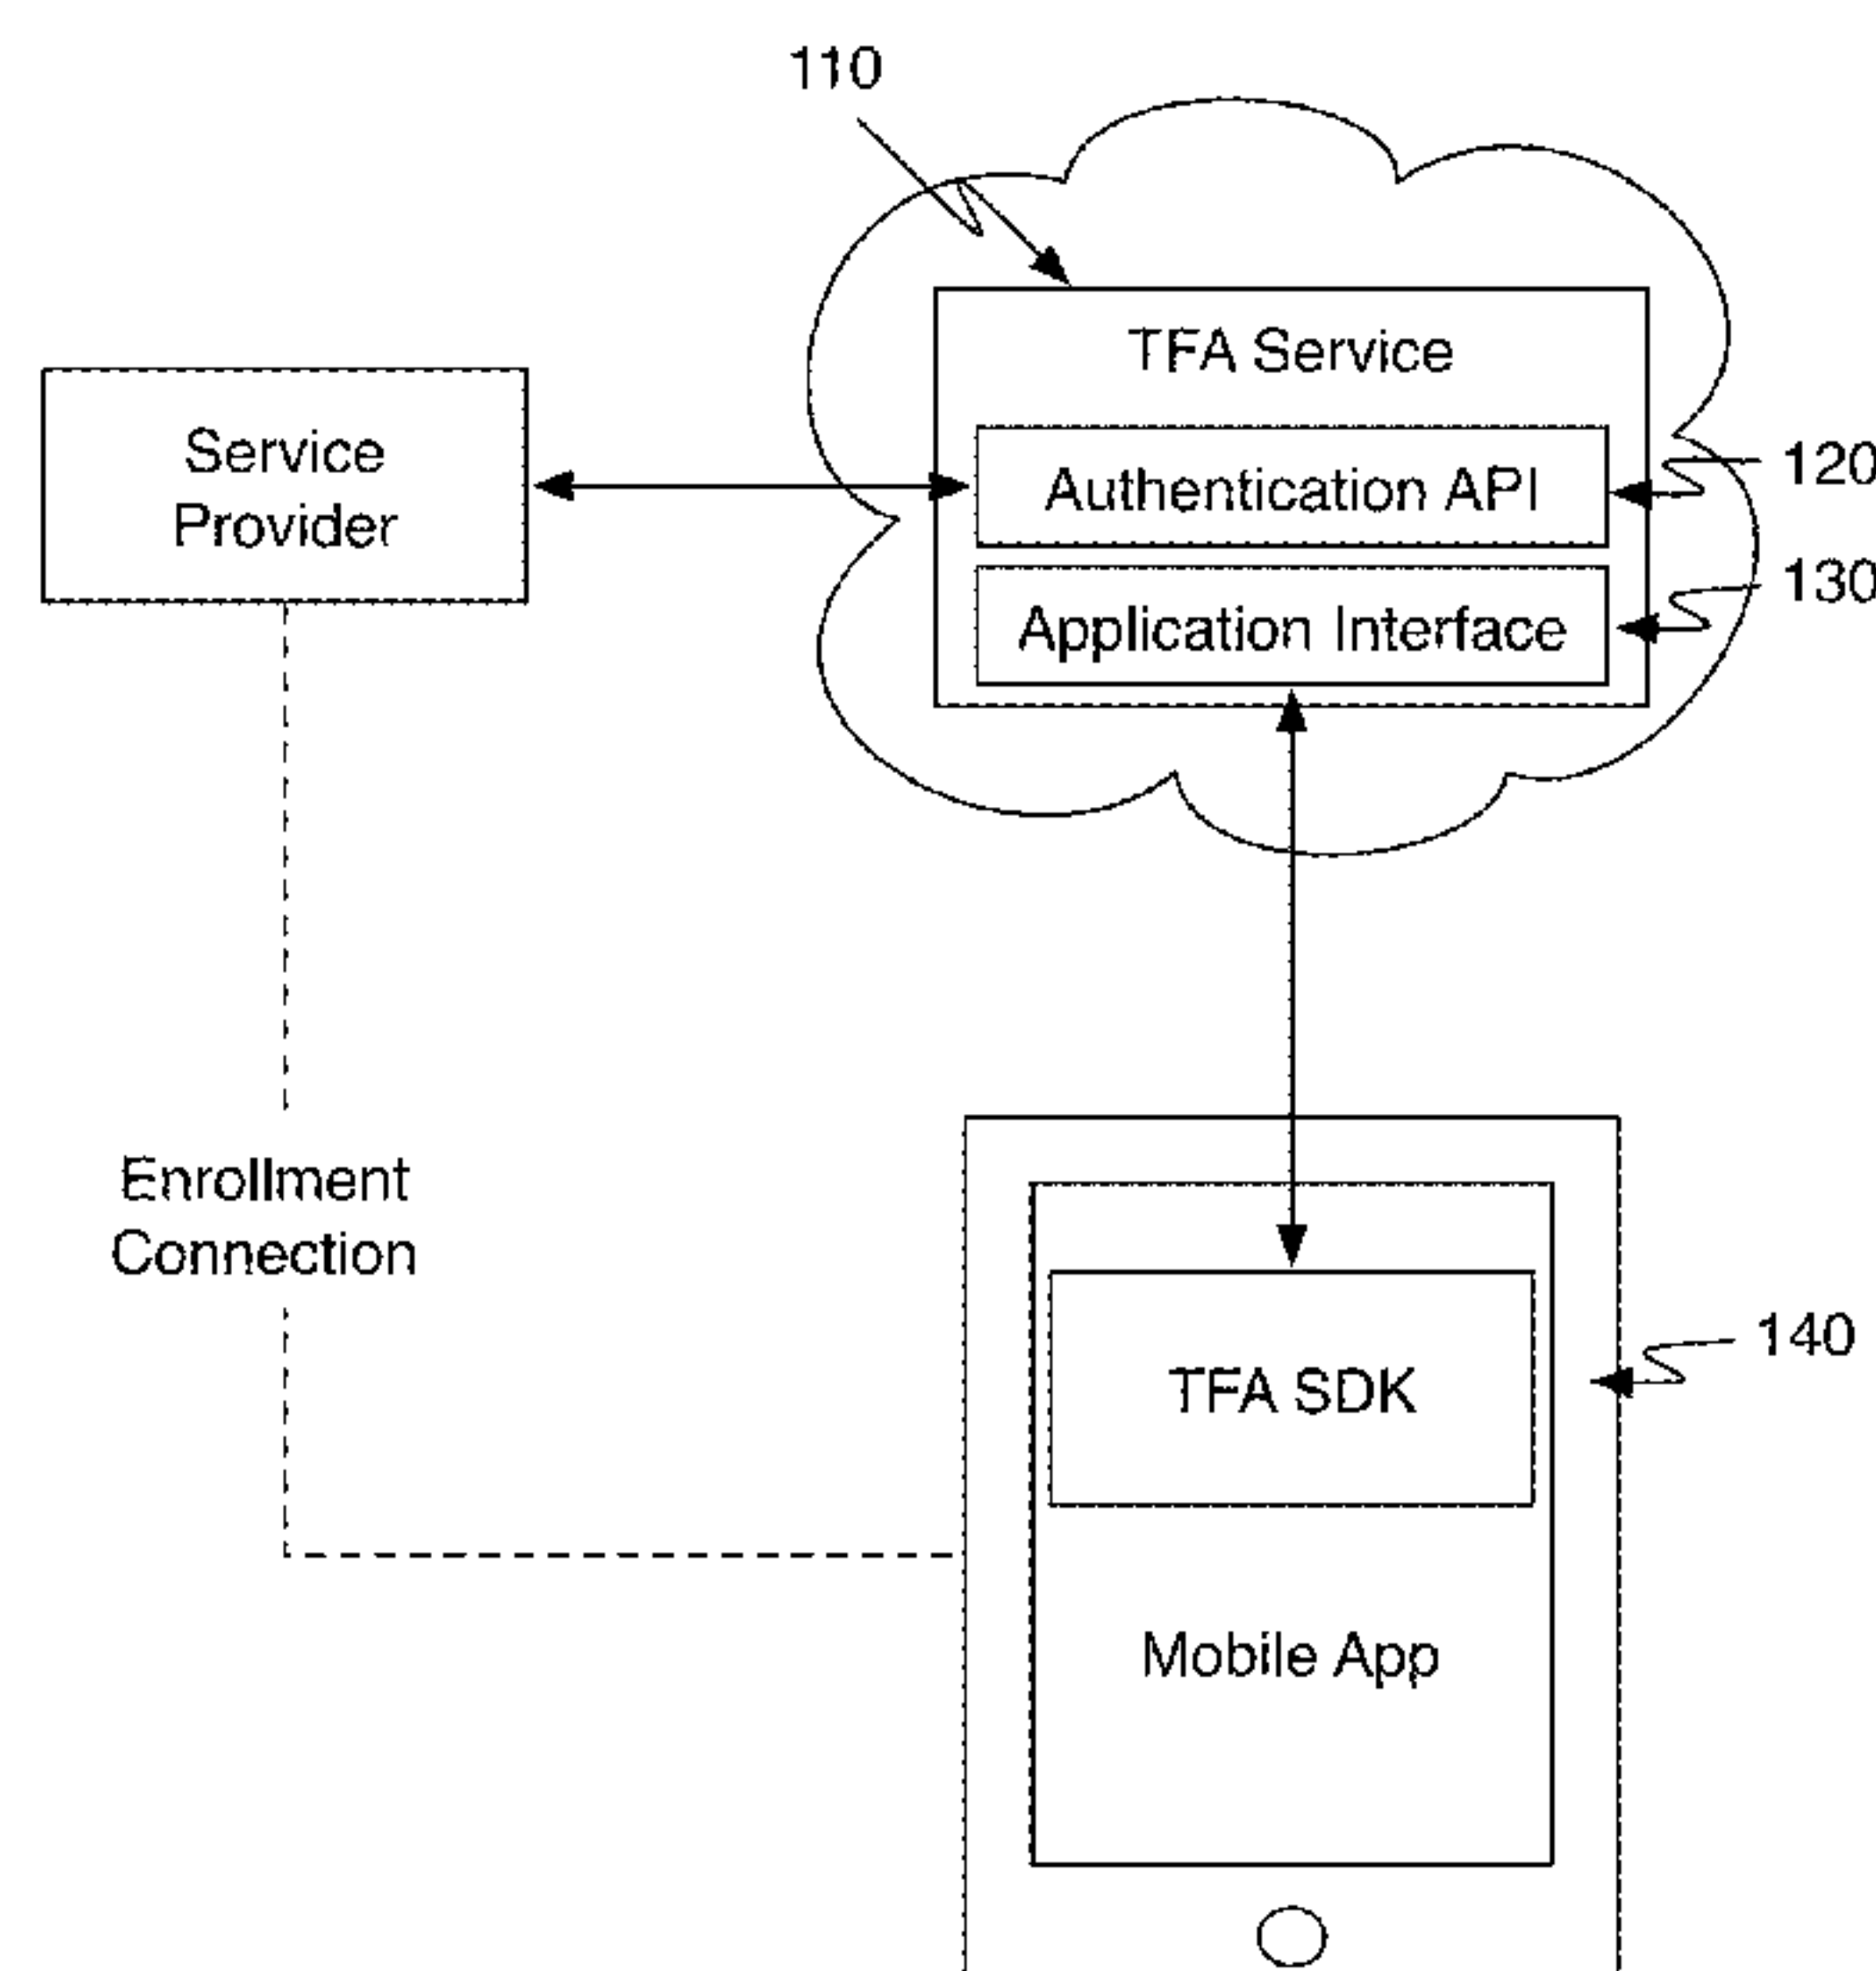 110
TFA Service
Service
Provider
Authentication API
120
Application Interface
130
Enrollment
Connection
TFA SDK
140
Mobile App